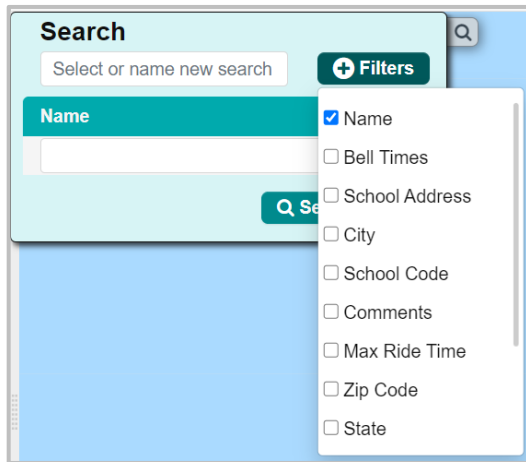 Search
Select or name new search
Filters
Name
Name
Bell Times
School Address
City
School Code
Comments
Max Ride Time
Zip Code
State